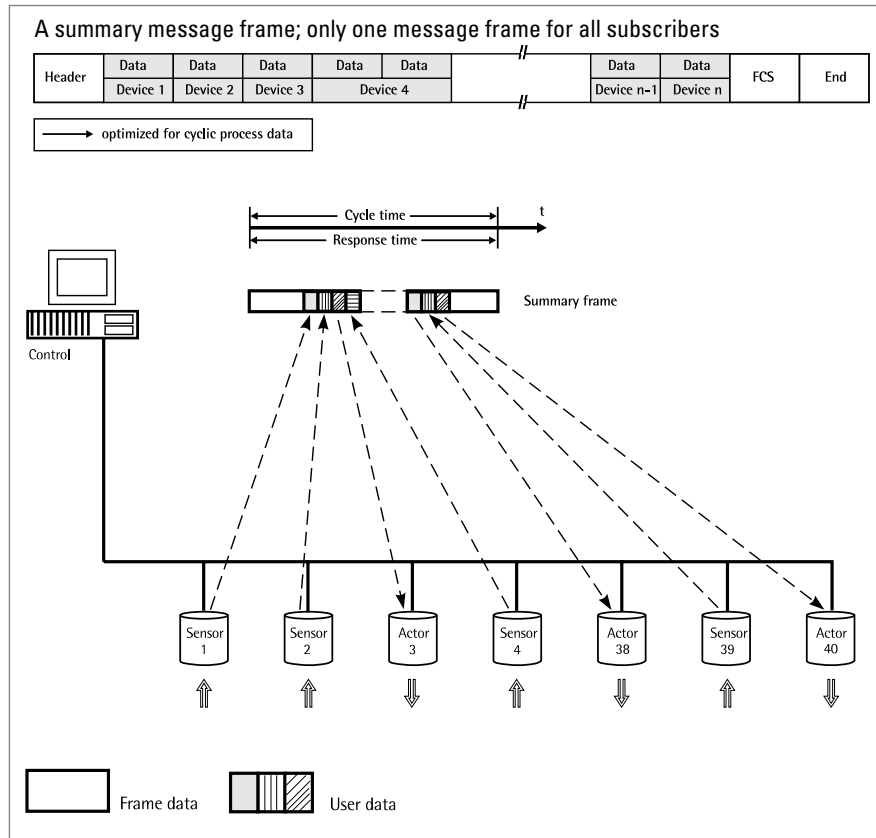 A summary message frame; only one message frame for all subscribers
Header Data Data Data Data Data Data Data FCS End
Device 1 Device 2 Device 3 Device 4 Device n-1 Device n
optimized for cyclic process data
Cycle time t
Response time
Summary frame
Control
Sensor 1
Sensor 2
Actor 3
Sensor 4
Actor 38
Sensor 39
Actor 40
Frame data
User data